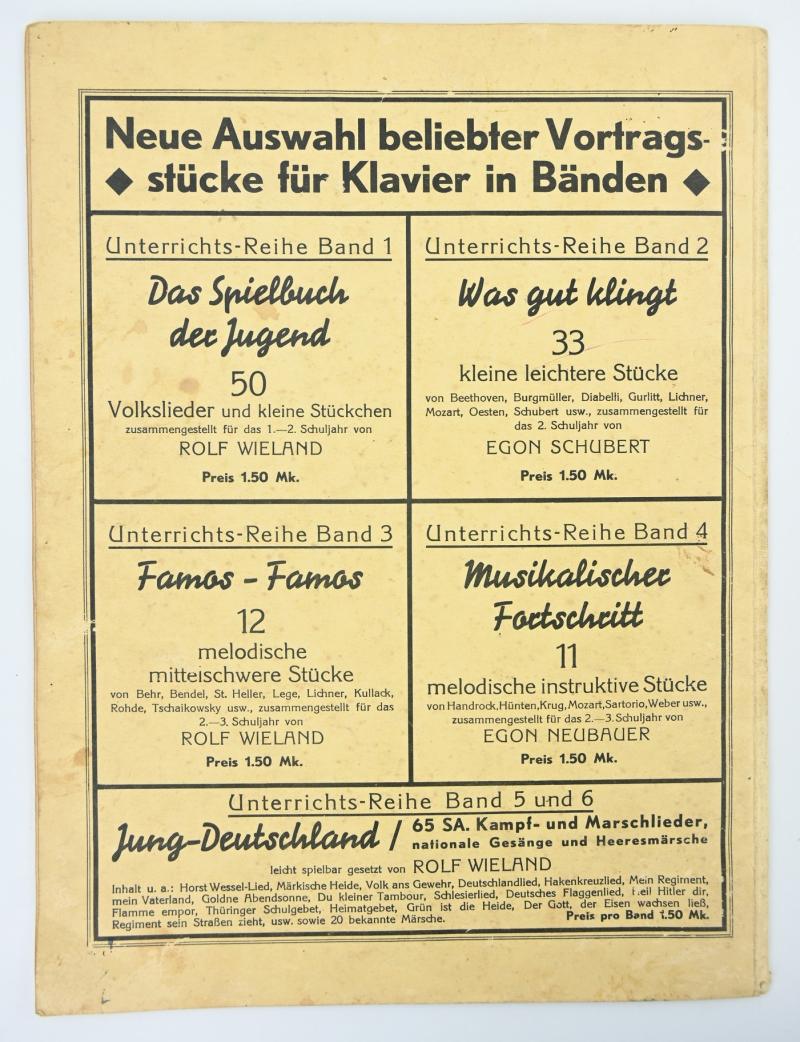 Neue Auswahl beliebter Vortrags-
◆ stücke für Klavier in Bänden ◆
Unterrichts-Reihe Band 1
Das Spielbuch
der Jugend
50
Volkslieder und kleine Stückchen
zusammengestellt für das 1.—2. Schuljahr von
ROLF WIELAND
Preis 1.50 Mk.
Unterrichts-Reihe Band 2
Was gut klingt
33
kleine leichtere Stücke
von Beethoven, Burgmüller, Diabelli, Gurlitt, Lichner,
Mozart, Oesten, Schubert usw., zusammengestellt für
das 2. Schuljahr von
EGON SCHUBERT
Preis 1.50 Mk.
Unterrichts-Reihe Band 3
Famos - Famos
12
melodische
mittelschwere Stücke
von Behr, Bendel, St. Heller, Lege, Lichner, Kullack,
Rohde, Tschaikowsky usw., zusammengestellt für das
2.—3. Schuljahr von
ROLF WIELAND
Preis 1.50 Mk.
Unterrichts-Reihe Band 4
Musikalischer
Fortschritt
11
melodische instruktive Stücke
von Handrock, Hünten, Krug, Mozart, Sartorio, Weber usw.,
zusammengestellt für das 2.—3. Schuljahr von
EGON NEUBAUER
Preis 1.50 Mk.
Unterrichts-Reihe Band 5 und 6
Jung-Deutschland / 65 SA. Kampf- und Marschlieder,
nationale Gesänge und Heeresmärsche
leicht spielbar gesetzt von ROLF WIELAND
Inhalt u. a.: Horst Wessel-Lied, Märkische Heide, Volk ans Gewehr, Deutschlandlied, Hakenkreuzlied, Mein Regiment,
mein Vaterland, Goldne Abendsonne, Du kleiner Tambour, Schlesierlied, Deutsches Flaggenlied, Heil Hitler dir,
Flamme empor, Thüringer Schulgebet, Heimatgebet, Grün ist die Heide, Der Gott, der Eisen wachsen ließ,
Regiment sein Straßen zieht, usw. sowie 20 bekannte Märsche. Preis pro Band 1.50 Mk.